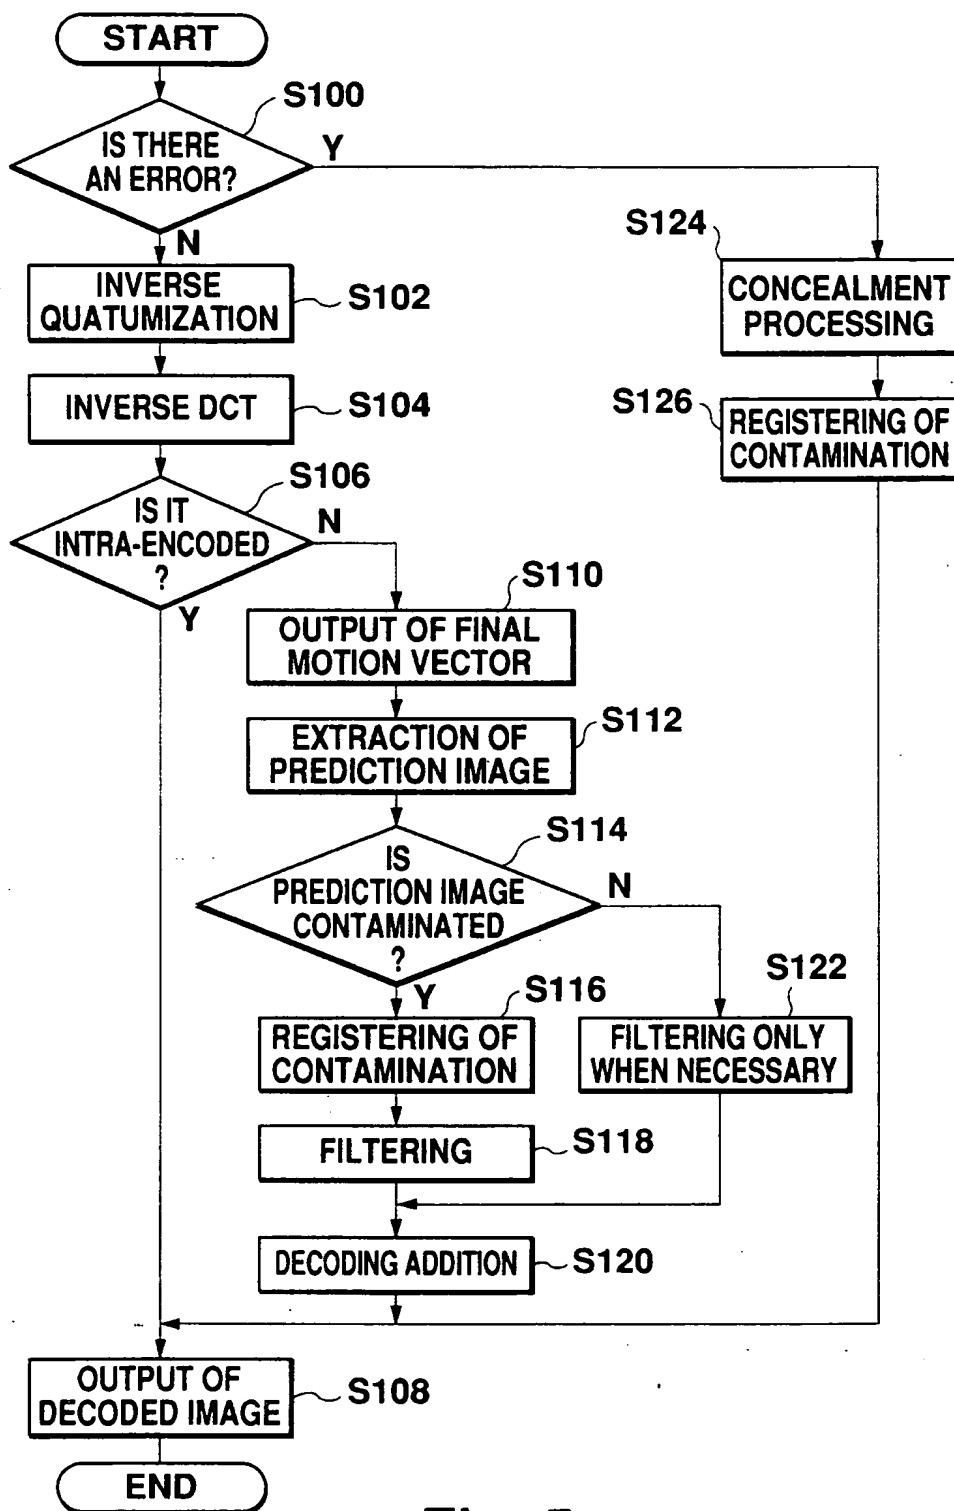 START
S100
IS THERE
AN ERROR?
Y
N
S124
INVERSE
QUATUMIZATION
S102
CONCEALMENT
PROCESSING
INVERSE DCT
S104
S126
REGISTERING OF
CONTAMINATION
S106
IS IT
INTRA-ENCODED
?
N
Y
S110
OUTPUT OF FINAL
MOTION VECTOR
S112
EXTRACTION OF
PREDICTION IMAGE
S114
IS
PREDICTION IMAGE
CONTAMINATED
?
N
Y
S116
S122
REGISTERING OF
CONTAMINATION
FILTERING ONLY
WHEN NECESSARY
FILTERING
S118
DECODING ADDITION
S120
OUTPUT OF
DECODED IMAGE
S108
END